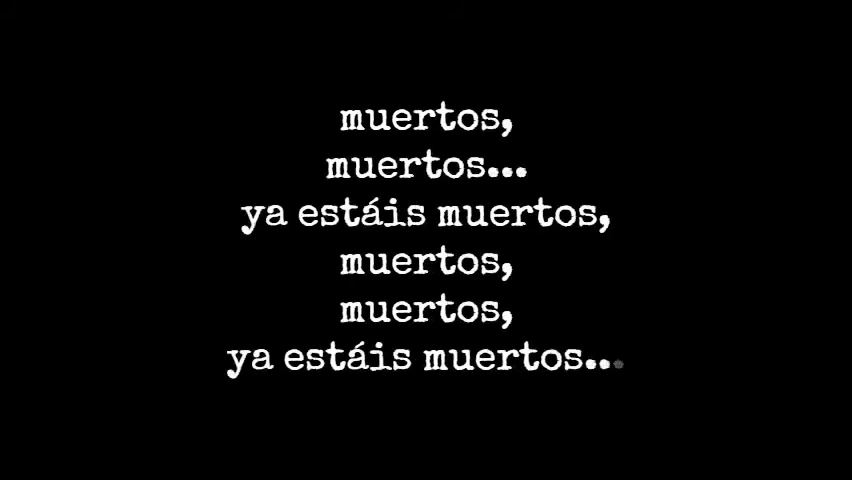 muertos,
muertos...
ya estáis muertos,
muertos,
muertos,
ya estáis muertos...